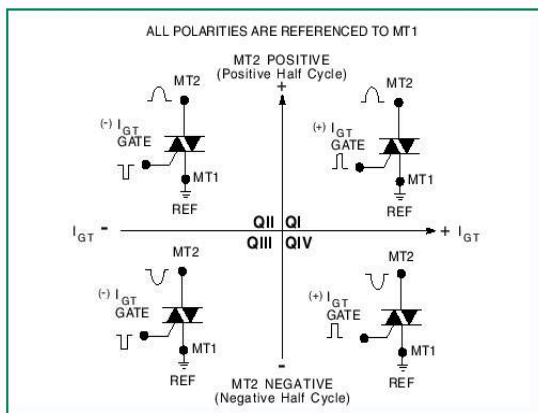 ALL POLARITIES ARE REFERENCED TO MT1
MT2 POSITIVE
(Positive Half Cycle)
+
MT2
(-) IGT
GATE
MT1
REF
MT2
(+) IGT
GATE
MT1
REF
IGT -
QII QI
QIII QIV
+ IGT
MT2
(-) IGT
GATE
MT1
REF
MT2
(+) IGT
GATE
MT1
REF
-
MT2 NEGATIVE
(Negative Half Cycle)